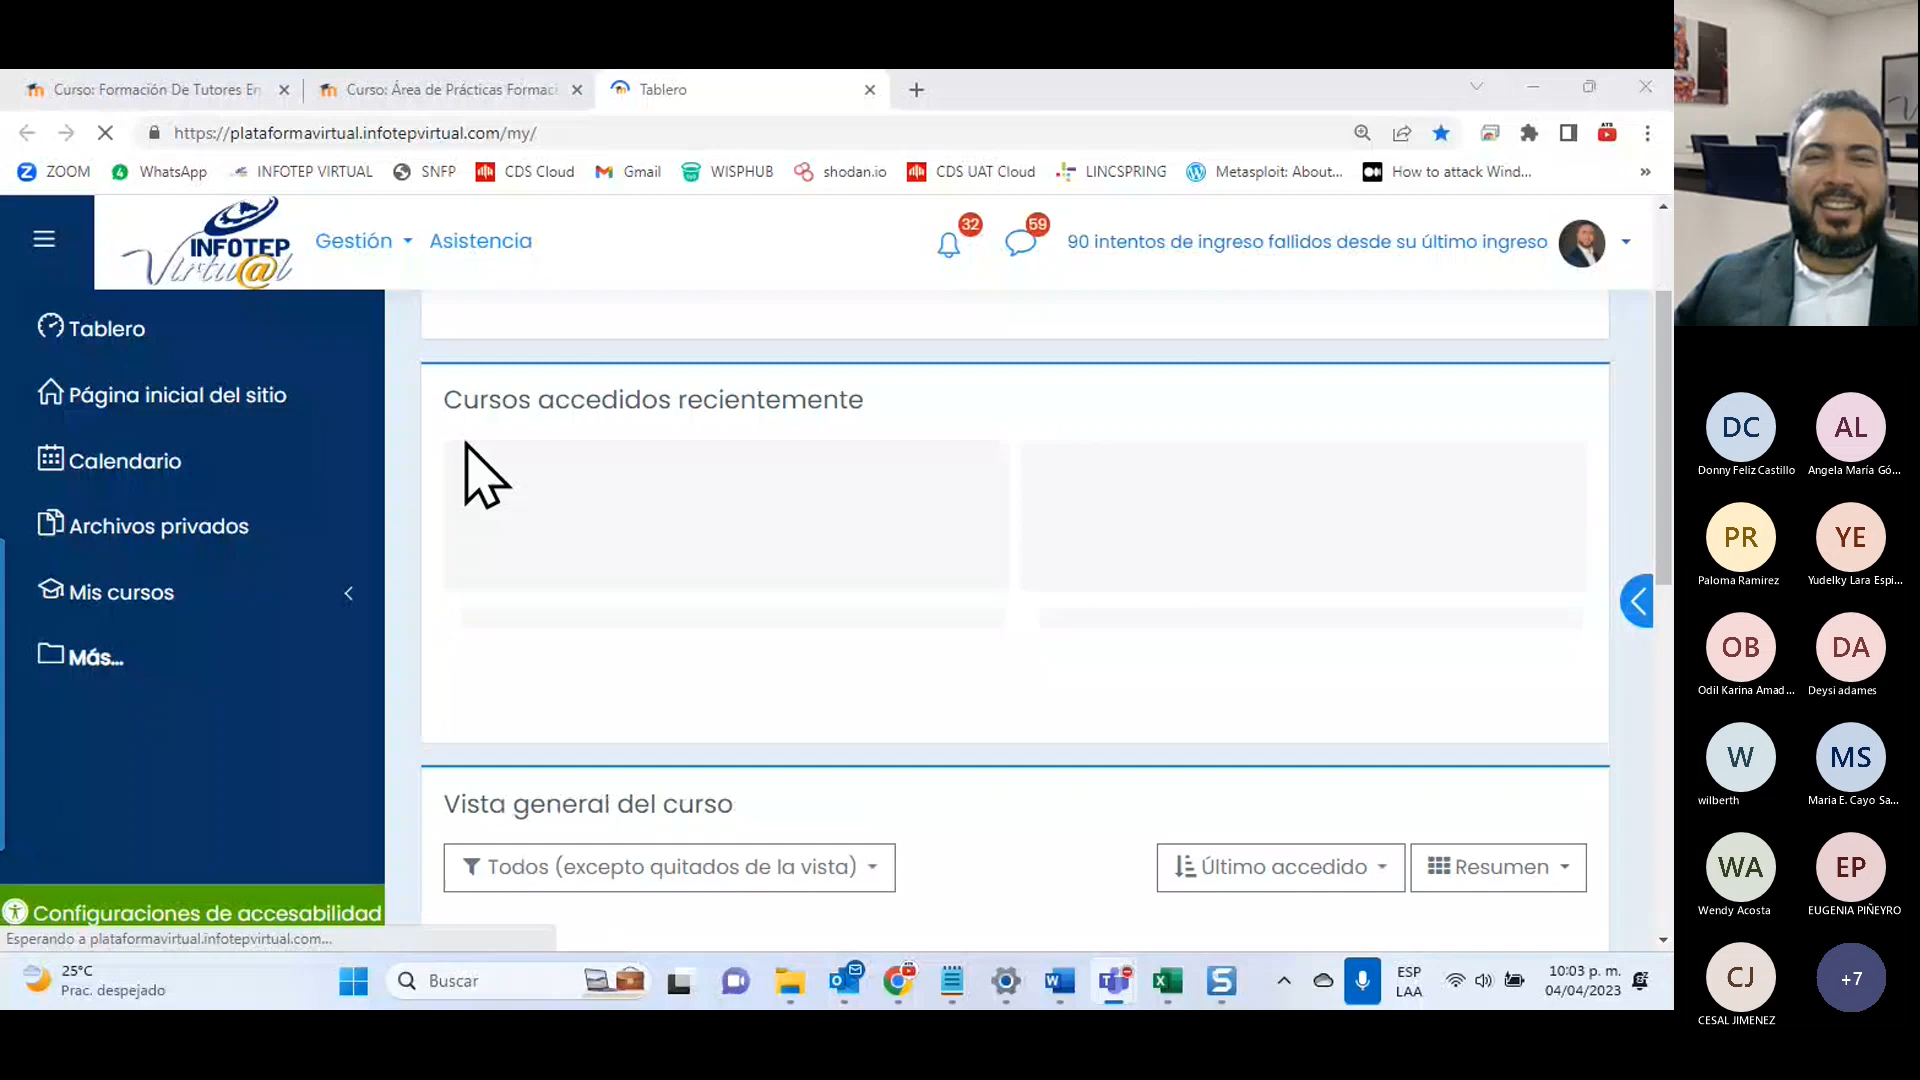 Curso: Formación De Tutores En
Curso: Área de Prácticas Formaci
Tablero
https://plataformavirtual.infotepvirtual.com/my/
ZOOM
WhatsApp
INFOTEP VIRTUAL
SNFP
CDS Cloud
Gmail
WISPHUB
shodan.io
CDS UAT Cloud
LINCSPRING
Metasploit: About...
How to attack Wind...
»
INFOTEP
Virtu@l
Gestión
Asistencia
32
59
90 intentos de ingreso fallidos desde su último ingreso
Tablero
Página inicial del sitio
Calendario
Archivos privados
Mis cursos
Más...
Configuraciones de accesabilidad
Esperando a plataformavirtual.infotepvirtual.com...
Cursos accedidos recientemente
Vista general del curso
Todos (excepto quitados de la vista)
Último accedido
Resumen
25°C
Prac. despejado
Buscar
ESP
LAA
10:03 p. m.
04/04/2023
DC
Donny Feliz Castillo
AL
Angela María Gó...
PR
Paloma Ramirez
YE
Yudelky Lara Espi...
OB
Odil Karina Amad...
DA
Deysi adames
W
wilberth
MS
Maria E. Cayo Sa...
WA
Wendy Acosta
EP
EUGENIA PIÑEYRO
CJ
CESAL JIMENEZ
+7